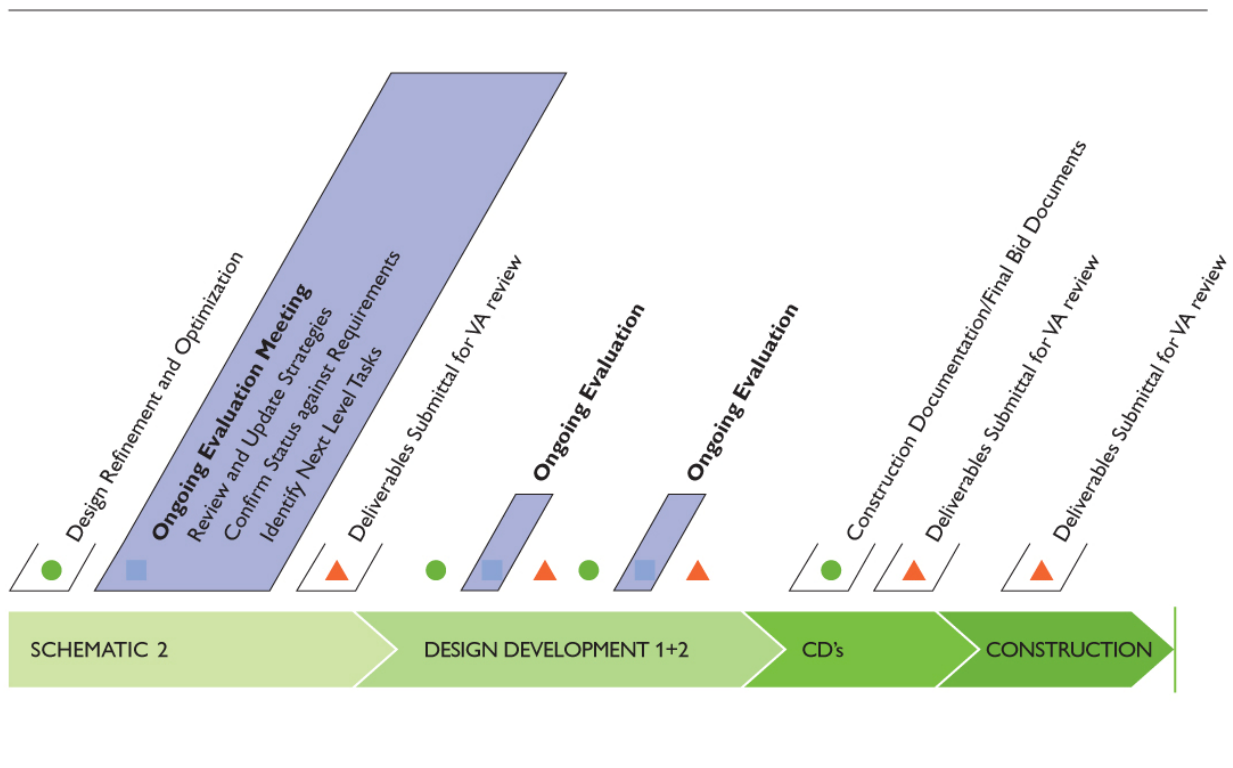 Design Refinement and Optimization
Ongoing Evaluation Meeting
Review and Update Strategies
Confirm Status against Requirements
Identify Next Level Tasks
Deliverables Submittal for VA review
Ongoing Evaluation
Ongoing Evaluation
Construction Documentation/Final Bid Documents
Deliverables Submittal for VA review
Deliverables Submittal for VA review
SCHEMATIC 2
DESIGN DEVELOPMENT 1+2
CD's
CONSTRUCTION